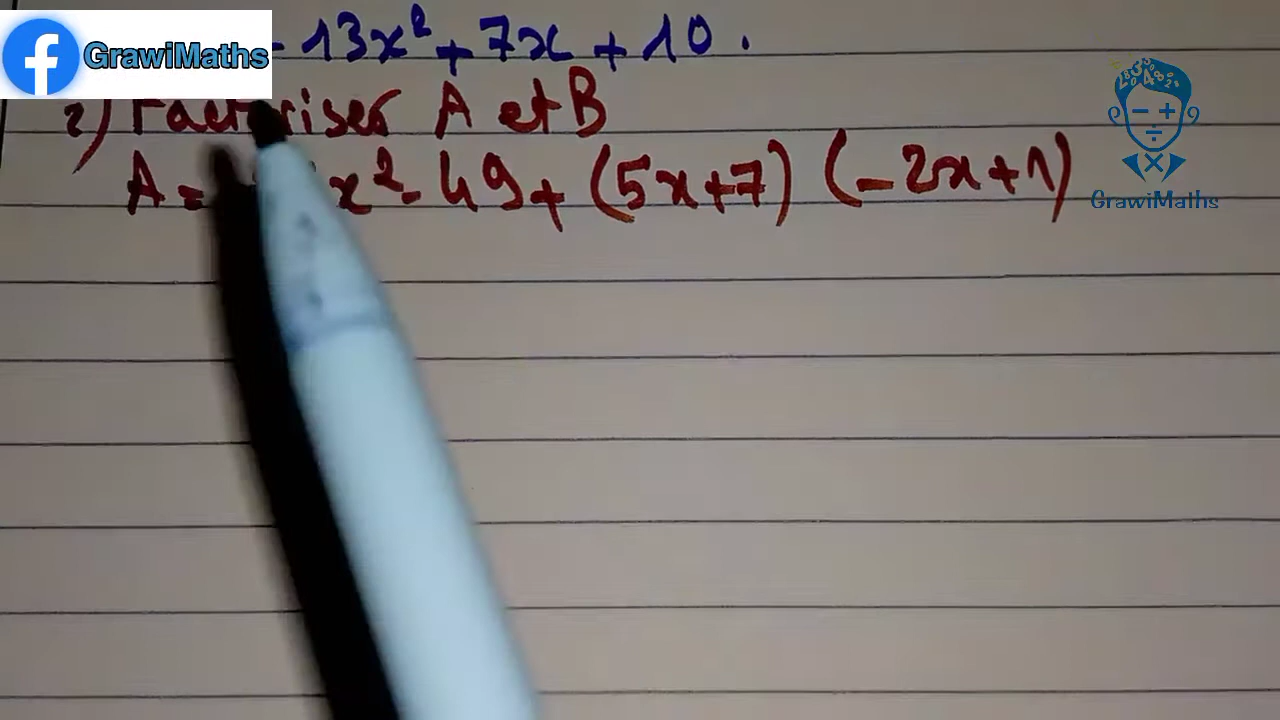 GrawiMaths
- 13x² + 7x + 10 .
2) Factoriser A et B
A = x² - 49 + (5x+7) (-2x+1)
GrawiMaths